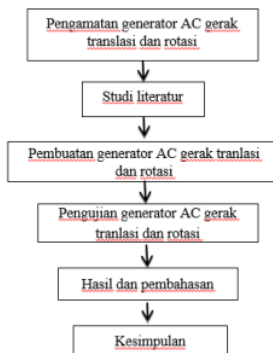 Pengamatan generator AC gerak
translasi dan rotasi
Studi literatur
Pembuatan generator AC gerak tranlasi
dan rotasi
Pengujian generator AC gerak
tranlasi dan rotasi
Hasil dan pembahasan
Kesimpulan